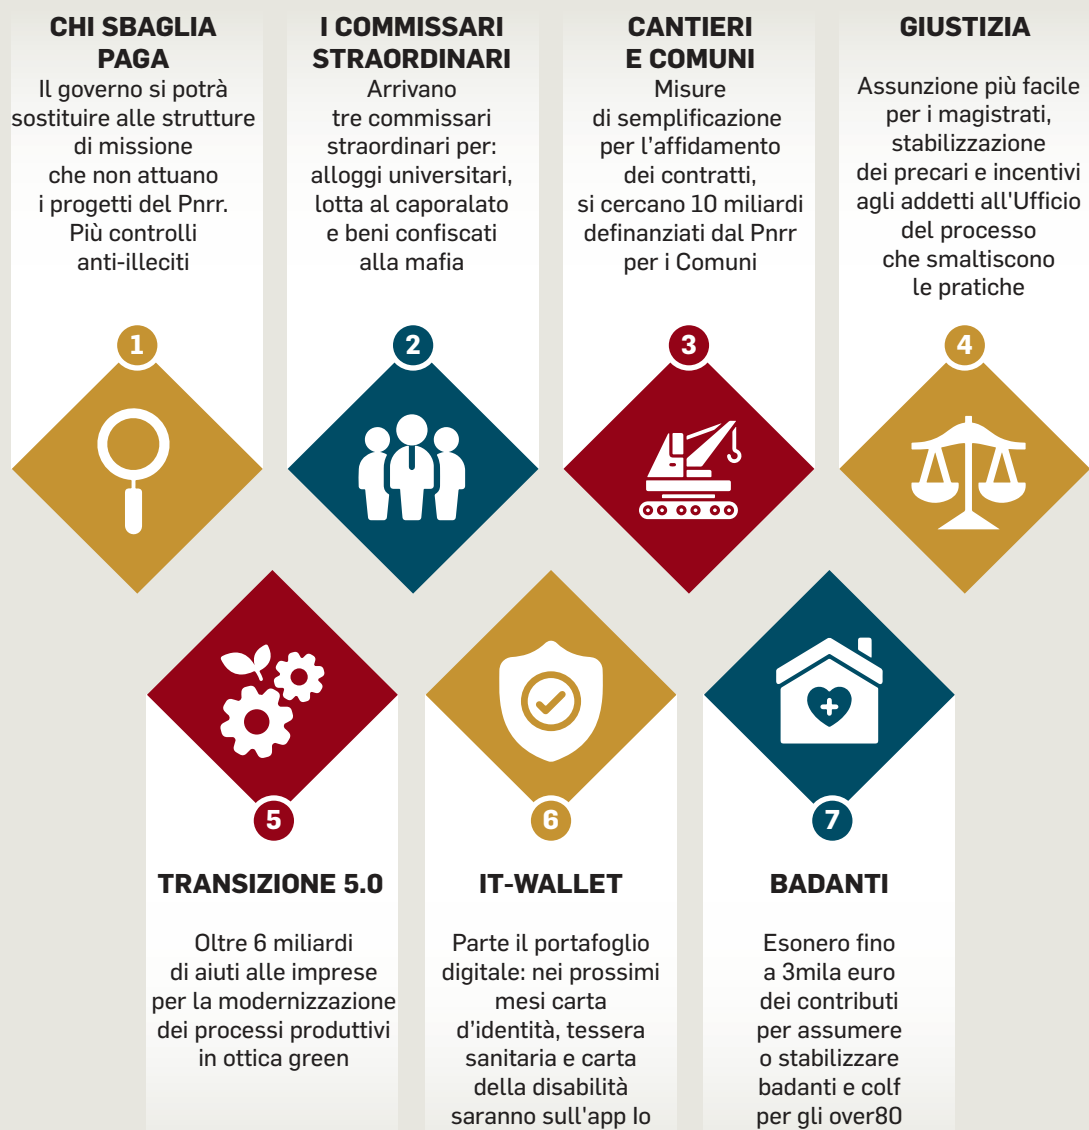 CHI SBAGLIA
PAGA
Il governo si potrà
sostituire alle strutture
di missione
che non attuano
i progetti del Pnrr.
Più controlli
anti-illeciti
1
I COMMISSARI
STRAORDINARI
Arrivano
tre commissari
straordinari per:
alloggi universitari,
lotta al caporalato
e beni confiscati
alla mafia
2
CANTIERI
E COMUNI
Misure
di semplificazione
per l'affidamento
dei contratti,
si cercano 10 miliardi
definanziati dal Pnrr
per i Comuni
3
GIUSTIZIA
Assunzione più facile
per i magistrati,
stabilizzazione
dei precari e incentivi
agli addetti all'Ufficio
del processo
che smaltiscono
le pratiche
4
5
TRANSIZIONE 5.0
Oltre 6 miliardi
di aiuti alle imprese
per la modernizzazione
dei processi produttivi
in ottica green
6
IT-WALLET
Parte il portafoglio
digitale: nei prossimi
mesi carta
d'identità, tessera
sanitaria e carta
della disabilità
saranno sull'app Io
7
BADANTI
Esonero fino
a 3mila euro
dei contributi
per assumere
o stabilizzare
badanti e colf
per gli over80